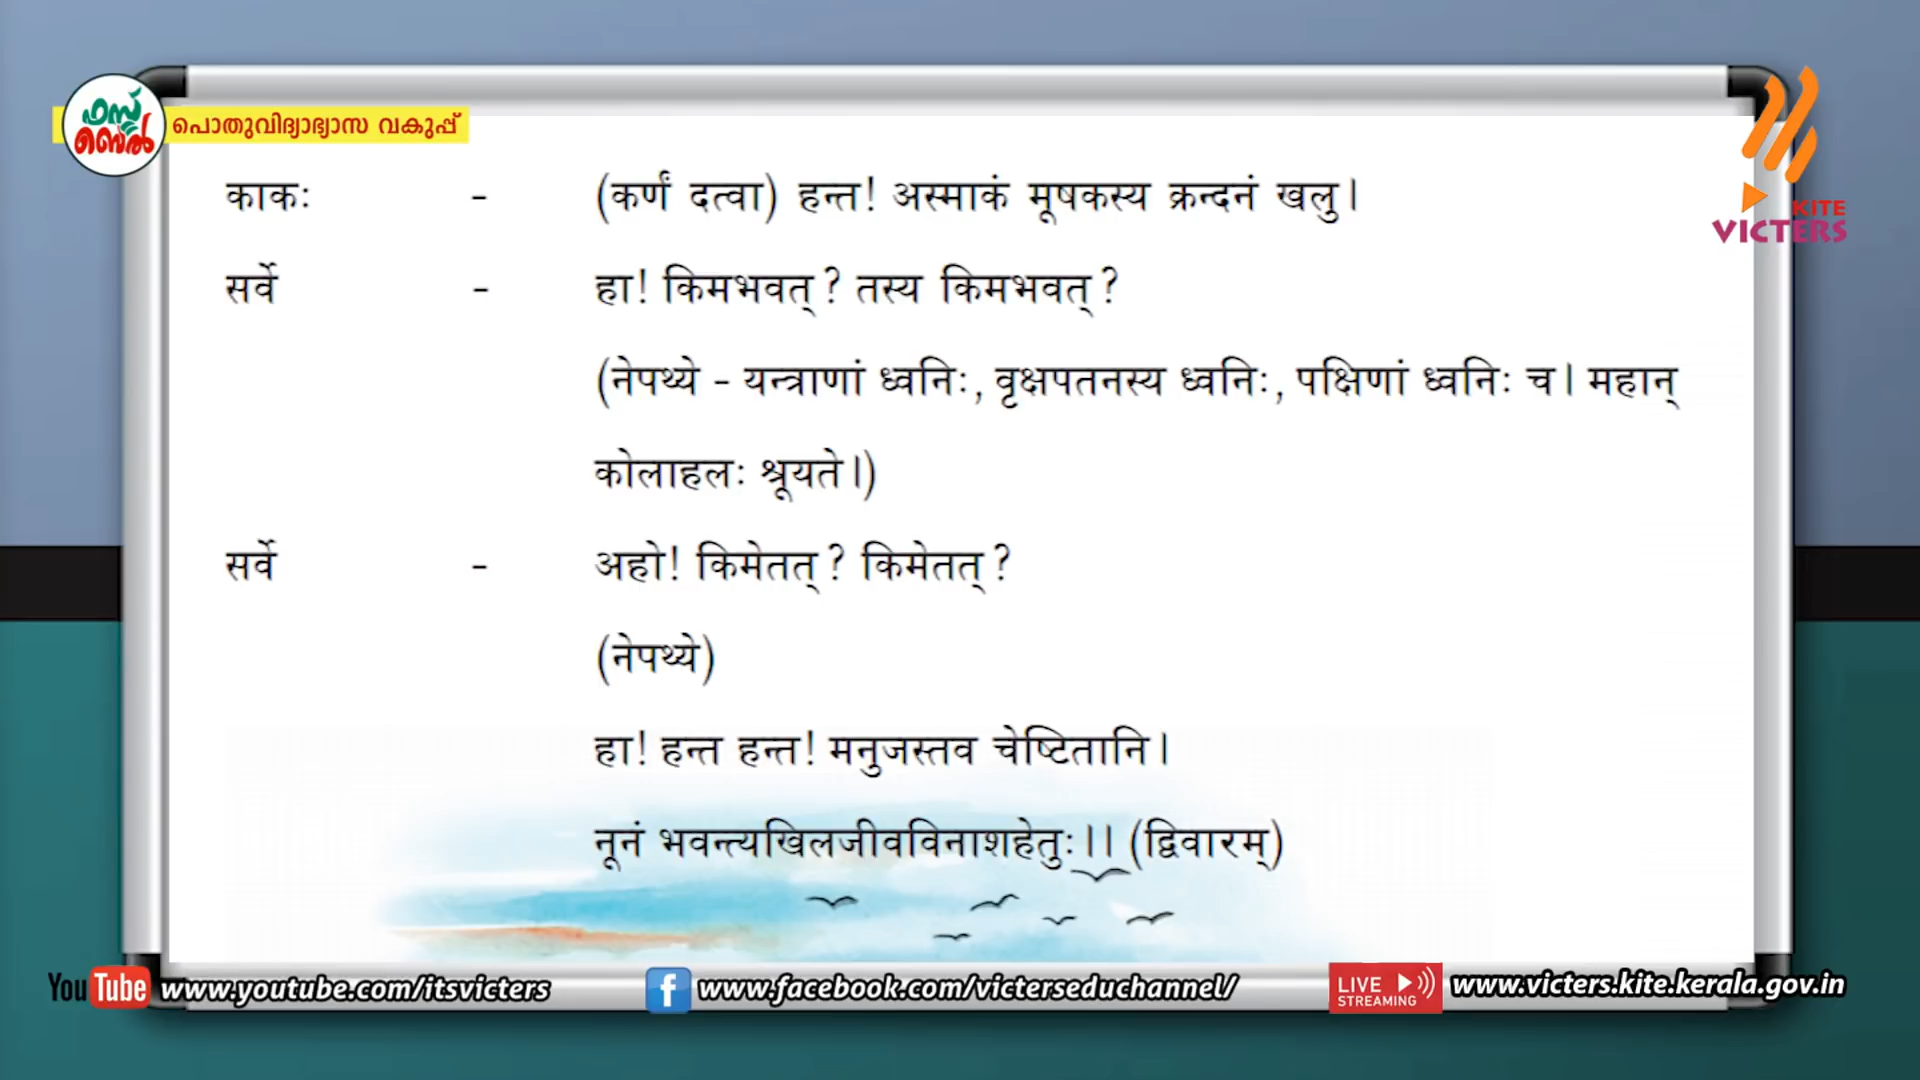 ഫസ്റ്റ് ബെൽ
പൊതുവിദ്യാഭ്യാസ വകുപ്പ്
KITE
VICTERS
काकः - (कर्णं दत्वा) हन्त! अस्माकं मूषकस्य क्रन्दनं खलु।
सर्वे - हा! किमभवत्? तस्य किमभवत्?
(नेपथ्ये - यन्त्राणां ध्वनिः, वृक्षपतनस्य ध्वनिः, पक्षिणां ध्वनिः च। महान्
कोलाहलः श्रूयते।)
सर्वे - अहो! किमेतत्? किमेतत्?
(नेपथ्ये)
हा! हन्त हन्त! मनुजस्तव चेष्टितानि।
नूनं भवन्त्यखिलजीवविनाशहेतुः।। (द्विवारम्)
YouTube www.youtube.com/itsvicters f www.facebook.com/victerseduchannel/ LIVE STREAMING www.victers.kite.kerala.gov.in